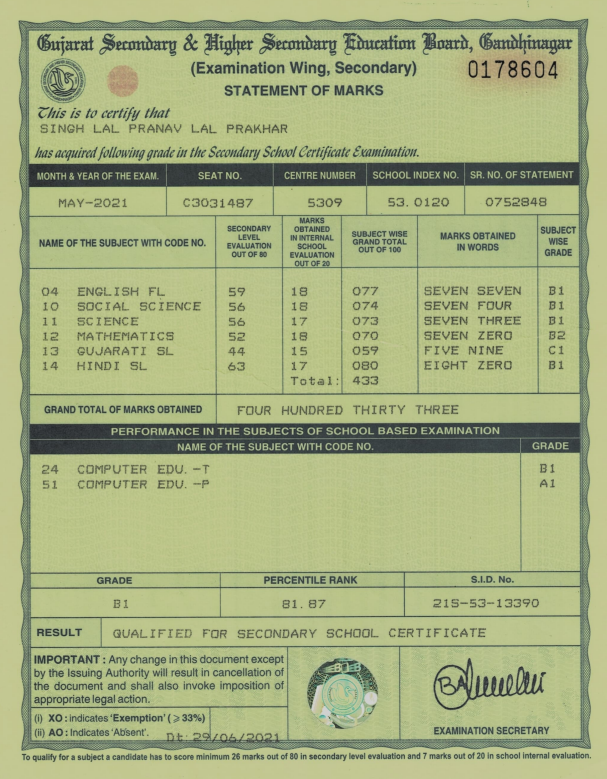 Gujarat Secondary & Higher Secondary Education Board, Gandhinagar
(Examination Wing, Secondary)
0178604
STATEMENT OF MARKS
This is to certify that
SINGH LAL PRANAV LAL PRAKHAR
has acquired following grade in the Secondary School Certificate Examination.
MONTH & YEAR OF THE EXAM. SEAT NO. CENTRE NUMBER SCHOOL INDEX NO. SR. NO. OF STATEMENT
MAY-2021 C3031487 5309 53. 0120 0752848
NAME OF THE SUBJECT WITH CODE NO. SECONDARY LEVEL EVALUATION OUT OF 80 MARKS OBTAINED IN INTERNAL SCHOOL EVALUATION OUT OF 20 SUBJECT WISE GRAND TOTAL OUT OF 100 MARKS OBTAINED IN WORDS SUBJECT WISE GRADE
04 ENGLISH FL 59 18 077 SEVEN SEVEN B1
10 SOCIAL SCIENCE 56 18 074 SEVEN FOUR B1
11 SCIENCE 56 17 073 SEVEN THREE B1
12 MATHEMATICS 52 18 070 SEVEN ZERO B2
13 GUJARATI SL 44 15 059 FIVE NINE C1
14 HINDI SL 63 17 080 EIGHT ZERO B1
Total: 433
GRAND TOTAL OF MARKS OBTAINED FOUR HUNDRED THIRTY THREE
PERFORMANCE IN THE SUBJECTS OF SCHOOL BASED EXAMINATION
NAME OF THE SUBJECT WITH CODE NO. GRADE
24 COMPUTER EDU. -T B1
51 COMPUTER EDU. -P A1
GRADE PERCENTILE RANK S.I.D. No.
B1 81.87 21S-53-13390
RESULT QUALIFIED FOR SECONDARY SCHOOL CERTIFICATE
IMPORTANT : Any change in this document except
by the Issuing Authority will result in cancellation of
the document and shall also invoke imposition of
appropriate legal action.
(i) XO : indicates 'Exemption' (⩾33%)
(ii) AO : Indicates 'Absent'. Dt: 29/06/2021
EXAMINATION SECRETARY
To qualify for a subject a candidate has to score minimum 26 marks out of 80 in secondary level evaluation and 7 marks out of 20 in school internal evaluation.